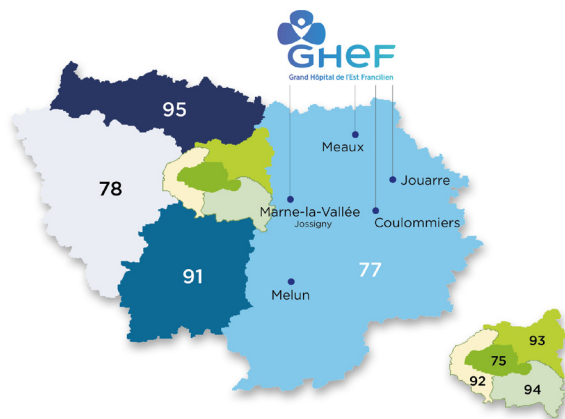 GHeF
Grand Hôpital de l'Est Francilien
95
Meaux
78
Jouarre
Marne-la-Vallée
Jossigny
Coulommiers
91
77
Melun
93
75
92
94